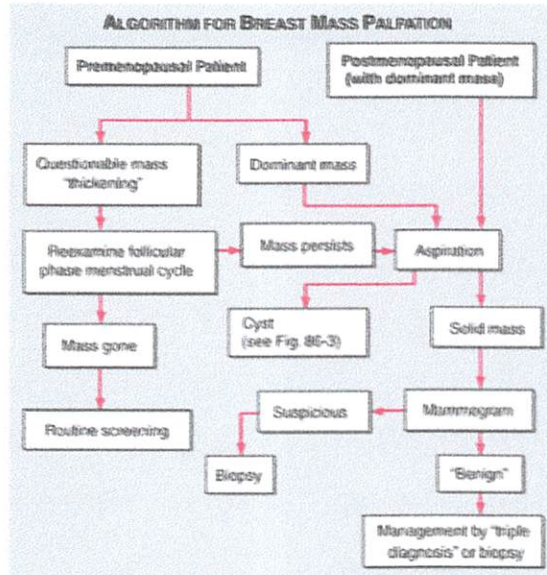 ALGORITHM FOR BREAST MASS PALPATION
Premenopausal Patient
Postmenopausal Patient
(with dominant mass)
Questionable mass
"thickening"
Dominant mass
Reexamine follicular
phase menstrual cycle
Mass persists
Aspiration
Mass gone
Cyst
(see Fig. 86-3)
Solid mass
Routine screening
Suspicious
Mammogram
Biopsy
"Benign"
Management by "triple
diagnosis" or biopsy